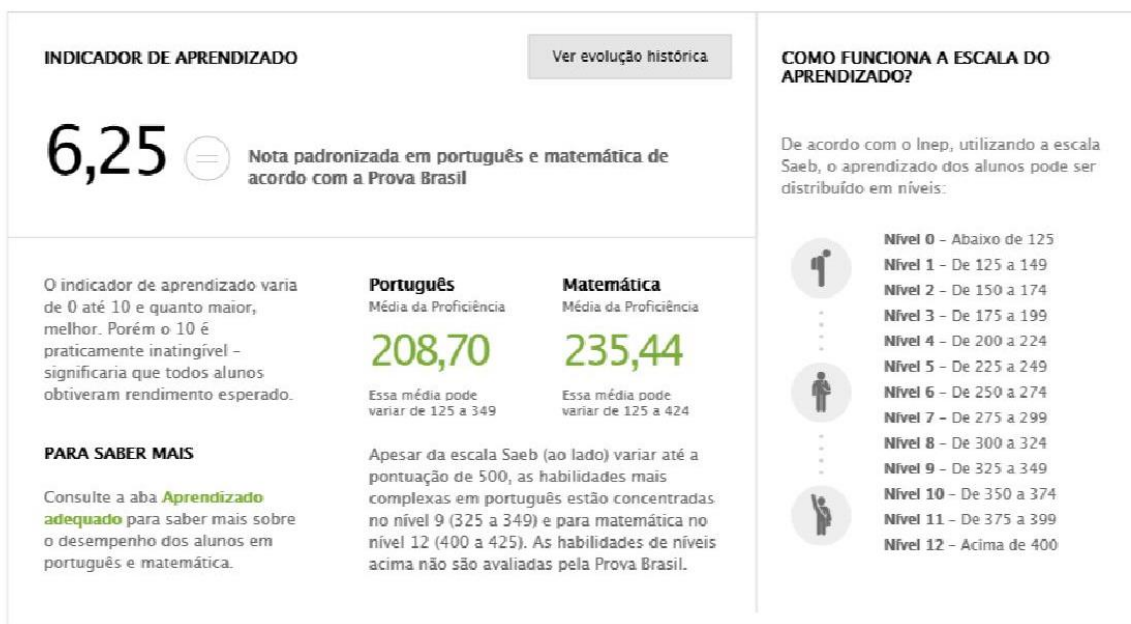 INDICADOR DE APRENDIZADO
Ver evolução histórica
6,25
=
Nota padronizada em português e matemática de
acordo com a Prova Brasil
O indicador de aprendizado varia
de 0 até 10 e quanto maior,
melhor. Porém o 10 é
praticamente inatingível –
significaria que todos alunos
obtiveram rendimento esperado.
PARA SABER MAIS
Consulte a aba Aprendizado
adequado para saber mais sobre
o desempenho dos alunos em
português e matemática.
Português
Média da Proficiência
208,70
Essa média pode
variar de 125 a 349
Matemática
Média da Proficiência
235,44
Essa média pode
variar de 125 a 424
Apesar da escala Saeb (ao lado) variar até a
pontuação de 500, as habilidades mais
complexas em português estão concentradas
no nível 9 (325 a 349) e para matemática no
nível 12 (400 a 425). As habilidades de níveis
acima não são avaliadas pela Prova Brasil.
COMO FUNCIONA A ESCALA DO
APRENDIZADO?
De acordo com o Inep, utilizando a escala
Saeb, o aprendizado dos alunos pode ser
distribuído em níveis:
Nível 0 – Abaixo de 125
Nível 1 – De 125 a 149
Nível 2 – De 150 a 174
Nível 3 – De 175 a 199
Nível 4 – De 200 a 224
Nível 5 – De 225 a 249
Nível 6 – De 250 a 274
Nível 7 – De 275 a 299
Nível 8 – De 300 a 324
Nível 9 – De 325 a 349
Nível 10 – De 350 a 374
Nível 11 – De 375 a 399
Nível 12 – Acima de 400